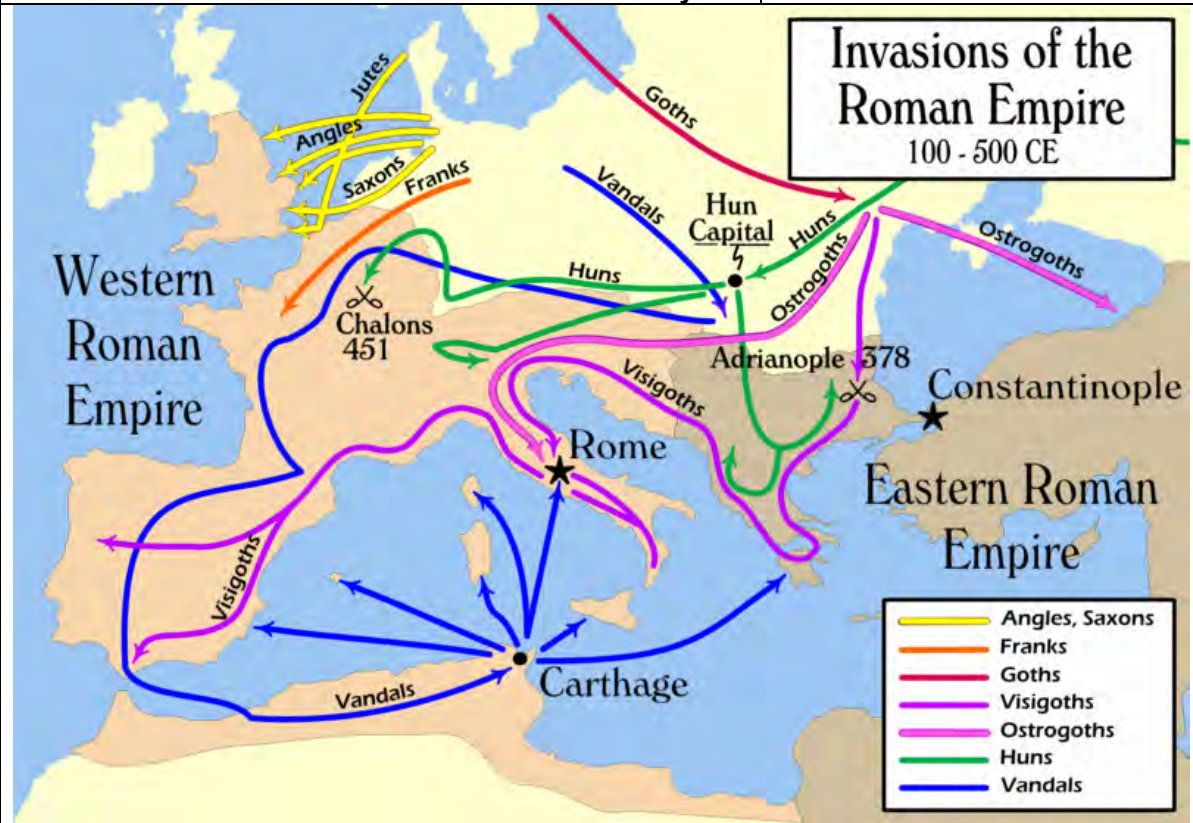 Invasions of the
Roman Empire
100 - 500 CE
Jutes
Angles
Saxons
Franks
Goths
Vandals
Hun
Capital
Huns
Ostrogoths
Ostrogoths
Huns
Western
Roman
Empire
Chalons
451
Adrianople 378
Visigoths
Constantinople
Rome
Eastern Roman
Empire
Visigoths
Carthage
Vandals
Angles, Saxons
Franks
Goths
Visigoths
Ostrogoths
Huns
Vandals